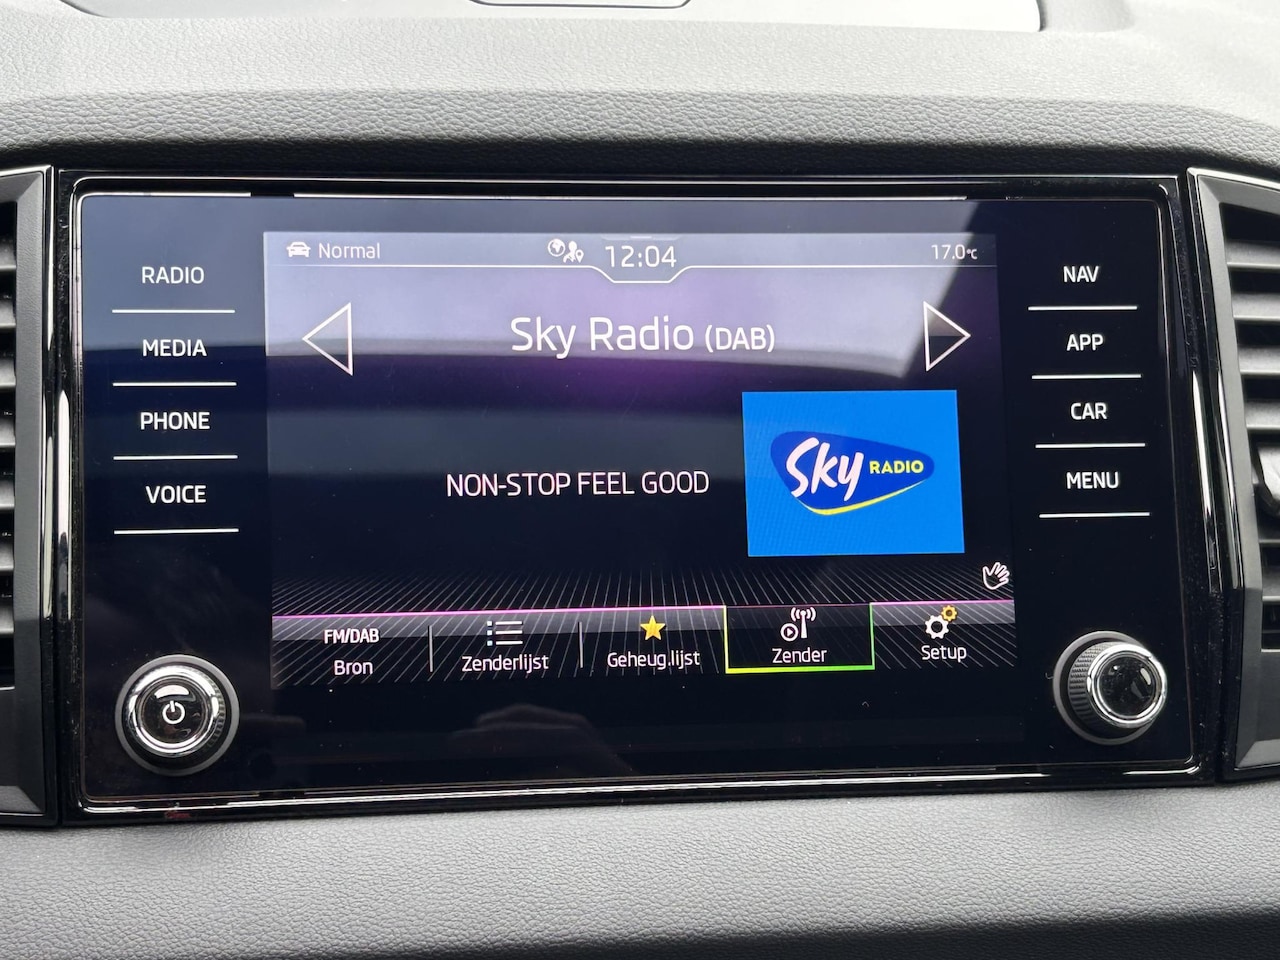 Normal
12:04
17.0°C
RADIO
MEDIA
PHONE
VOICE
Sky Radio (DAB)
NON-STOP FEEL GOOD
Sky RADIO
NAV
APP
CAR
MENU
FM/DAB
Bron
Zenderlijst
Geheug.lijst
Zender
Setup